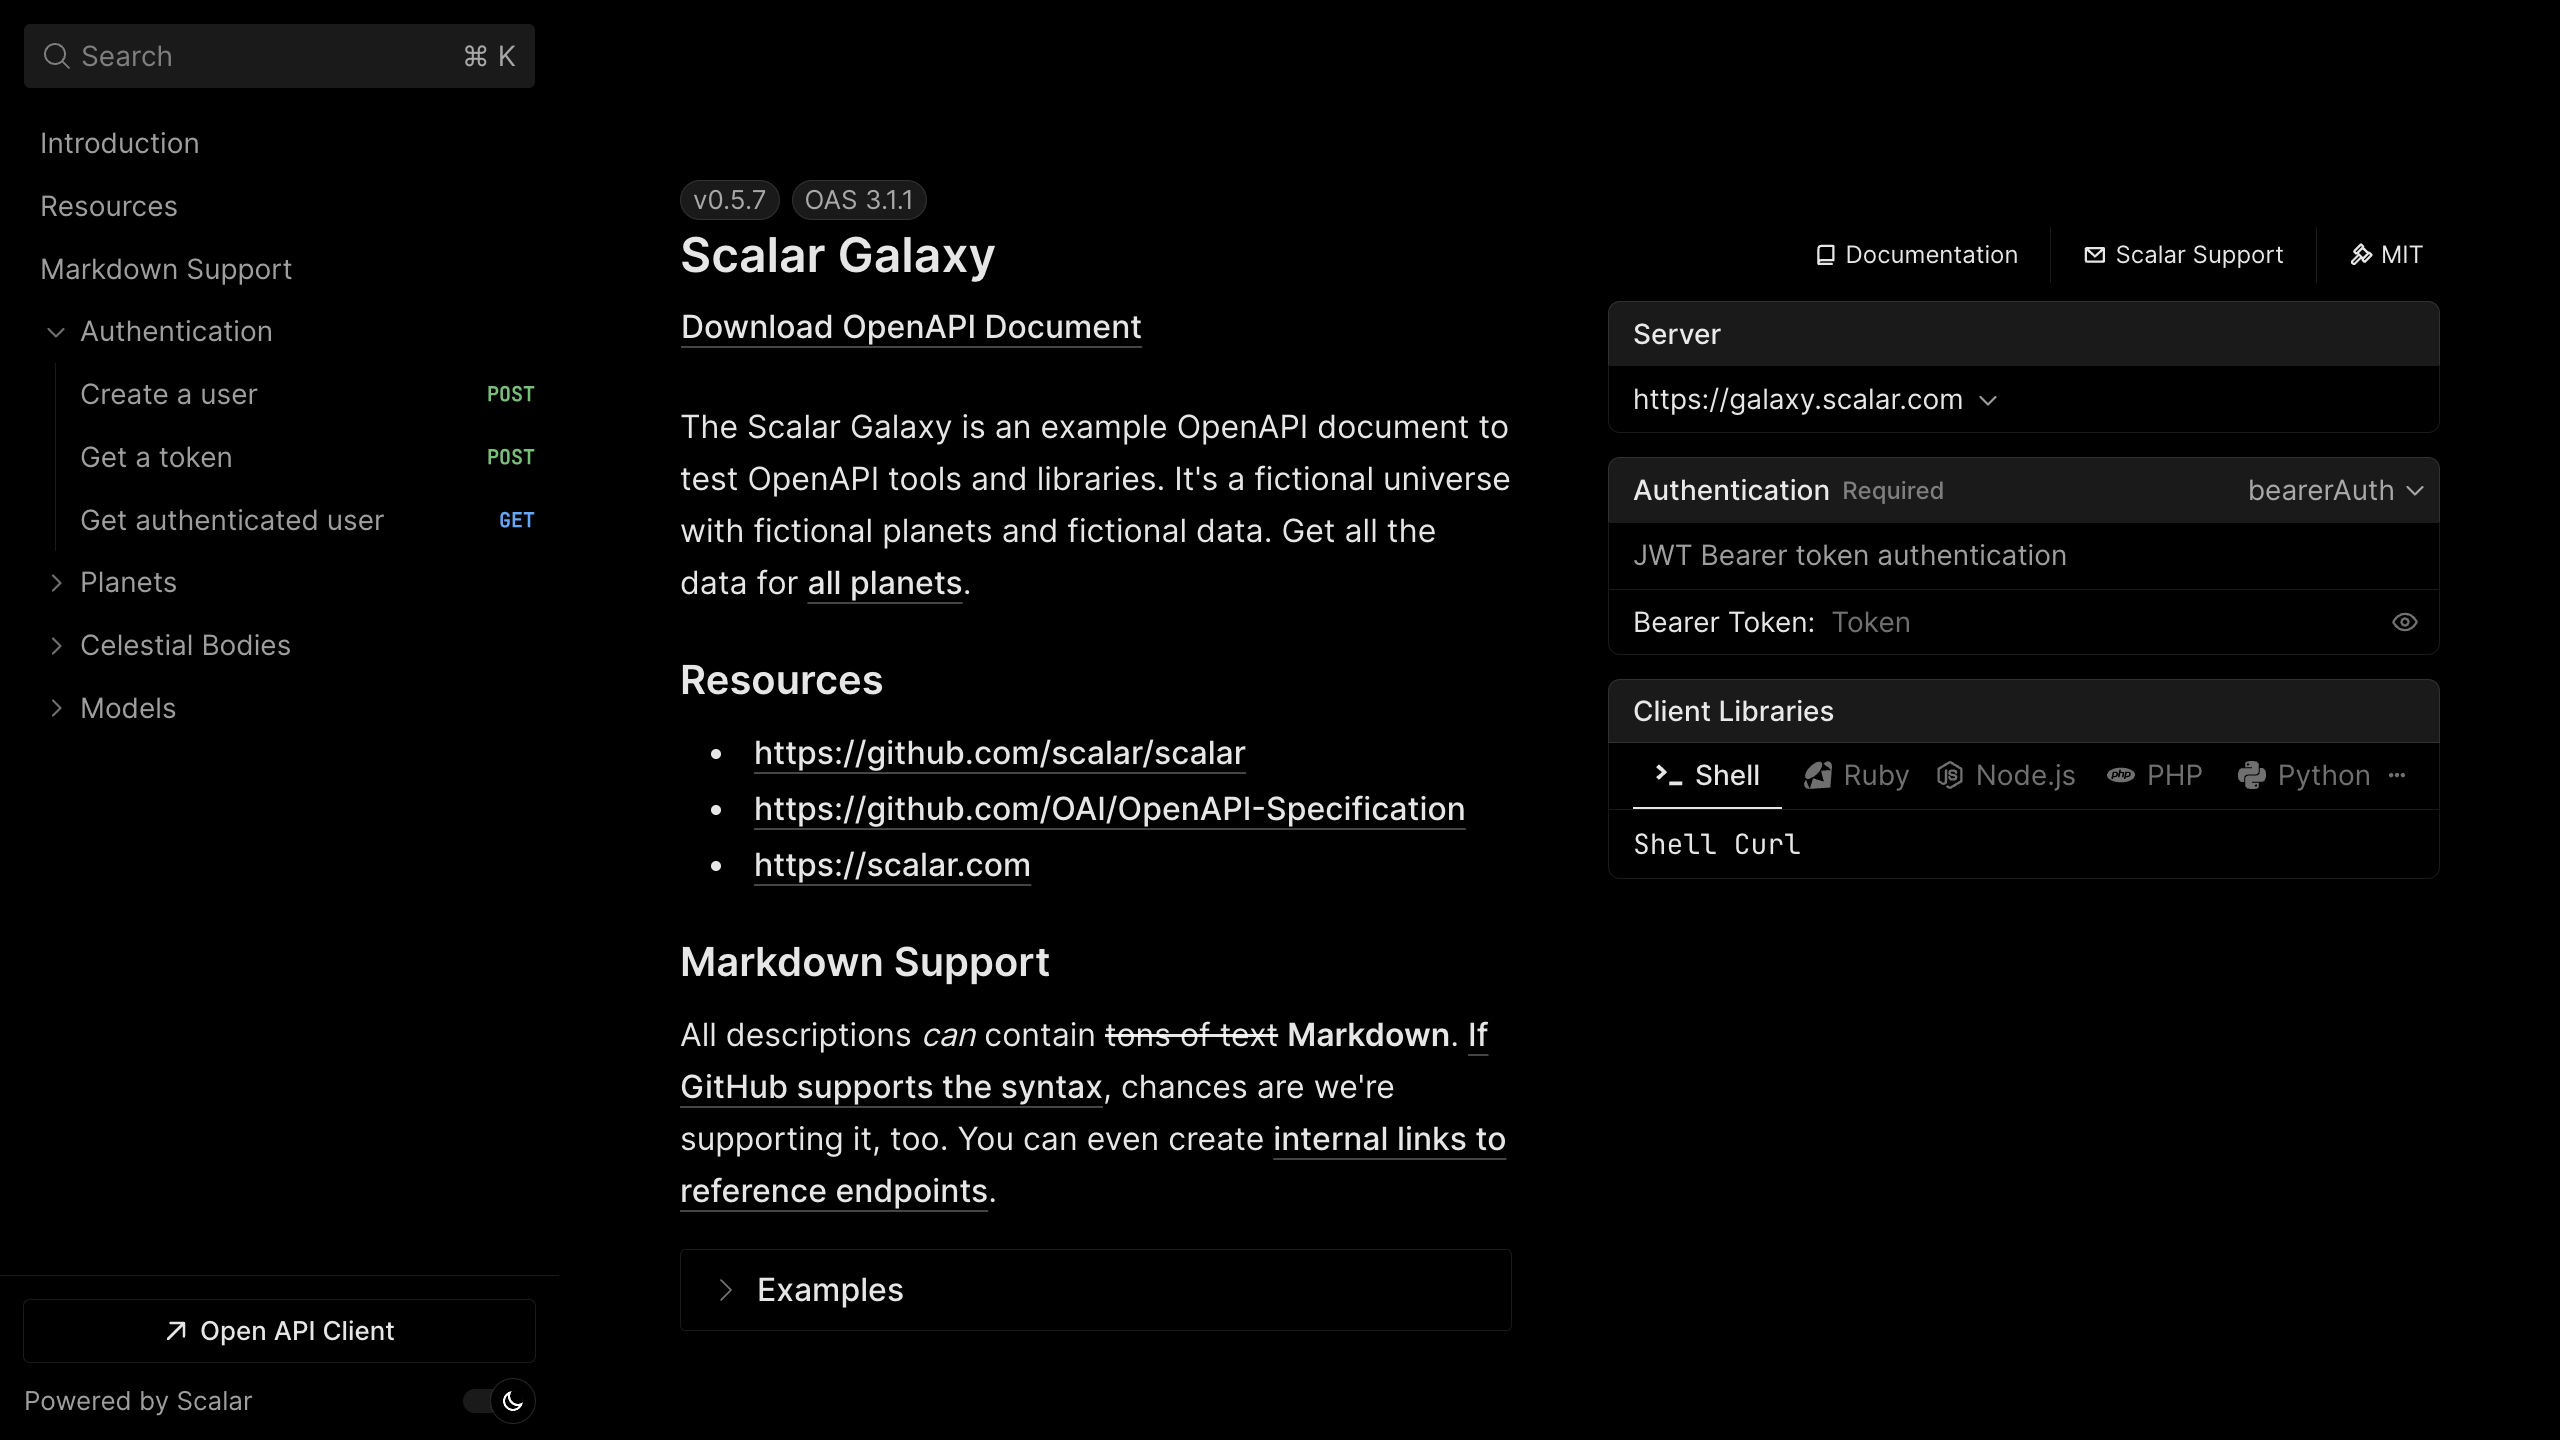 Search ⌘ K
Introduction
Resources
Markdown Support
Authentication
Create a user POST
Get a token POST
Get authenticated user GET
Planets
Celestial Bodies
Models
Open API Client
Powered by Scalar
v0.5.7 OAS 3.1.1
Scalar Galaxy
Download OpenAPI Document
The Scalar Galaxy is an example OpenAPI document to
test OpenAPI tools and libraries. It's a fictional universe
with fictional planets and fictional data. Get all the
data for all planets.
Resources
• https://github.com/scalar/scalar
• https://github.com/OAI/OpenAPI-Specification
• https://scalar.com
Markdown Support
All descriptions can contain tons of text Markdown. If
GitHub supports the syntax, chances are we're
supporting it, too. You can even create internal links to
reference endpoints.
Examples
Documentation Scalar Support MIT
Server
https://galaxy.scalar.com
Authentication Required bearerAuth
JWT Bearer token authentication
Bearer Token: Token
Client Libraries
Shell Ruby Node.js PHP Python ···
Shell Curl